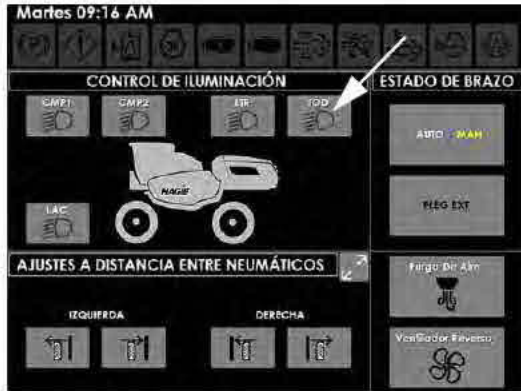 Martes 09:16 AM
CONTROL DE ILUMINACIÓN
ESTADO DE BRAZO
CMP1 CMP2 ETR TOD
AUTO - MAN
HAGIE
PLEG EXT
LAC
AJUSTES A DISTANCIA ENTRE NEUMÁTICOS
Purga De Aire
IZQUIERDA DERECHA
Ventilador Reverso